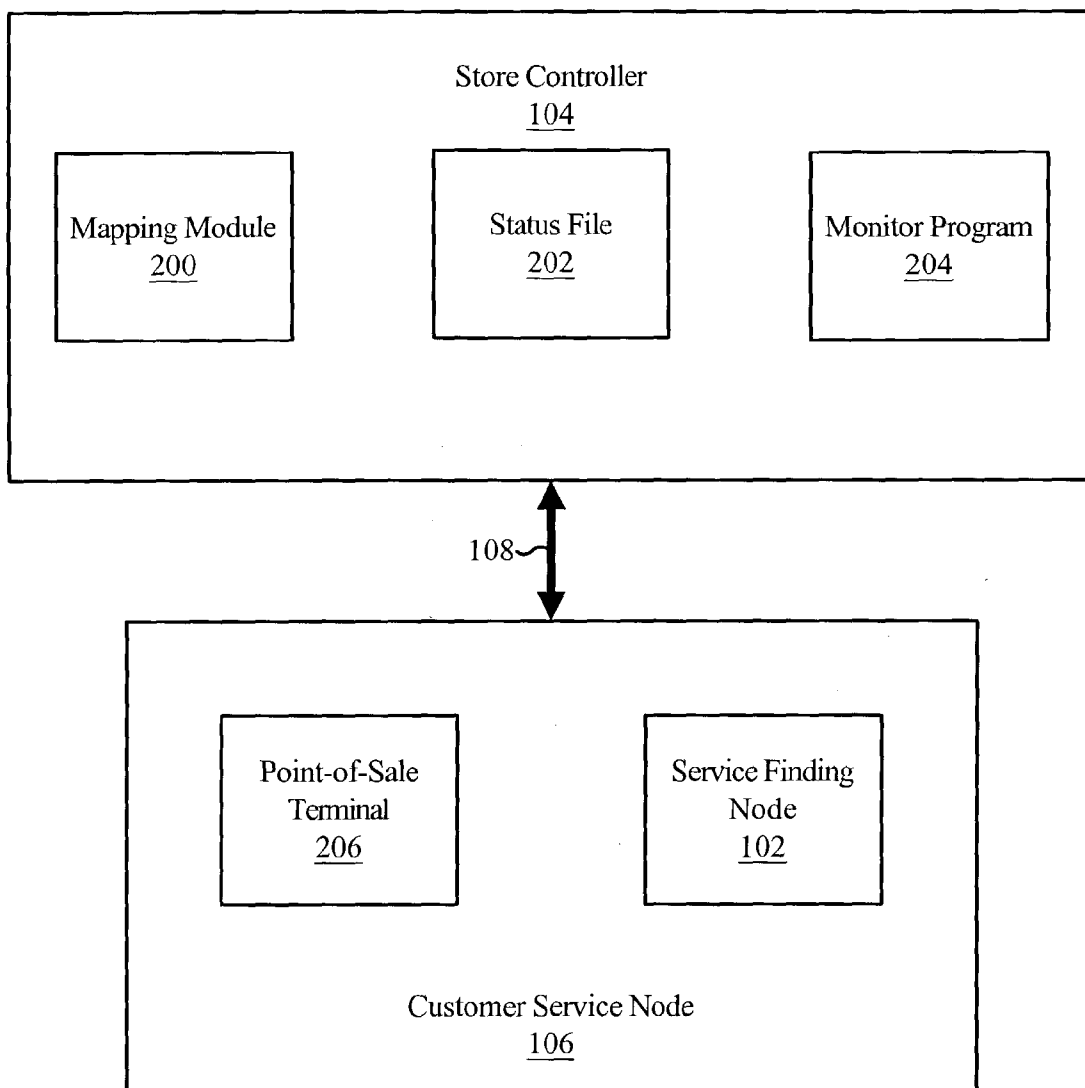 Store Controller
104
Mapping Module
200
Status File
202
Monitor Program
204
108
Point-of-Sale
Terminal
206
Service Finding
Node
102
Customer Service Node
106